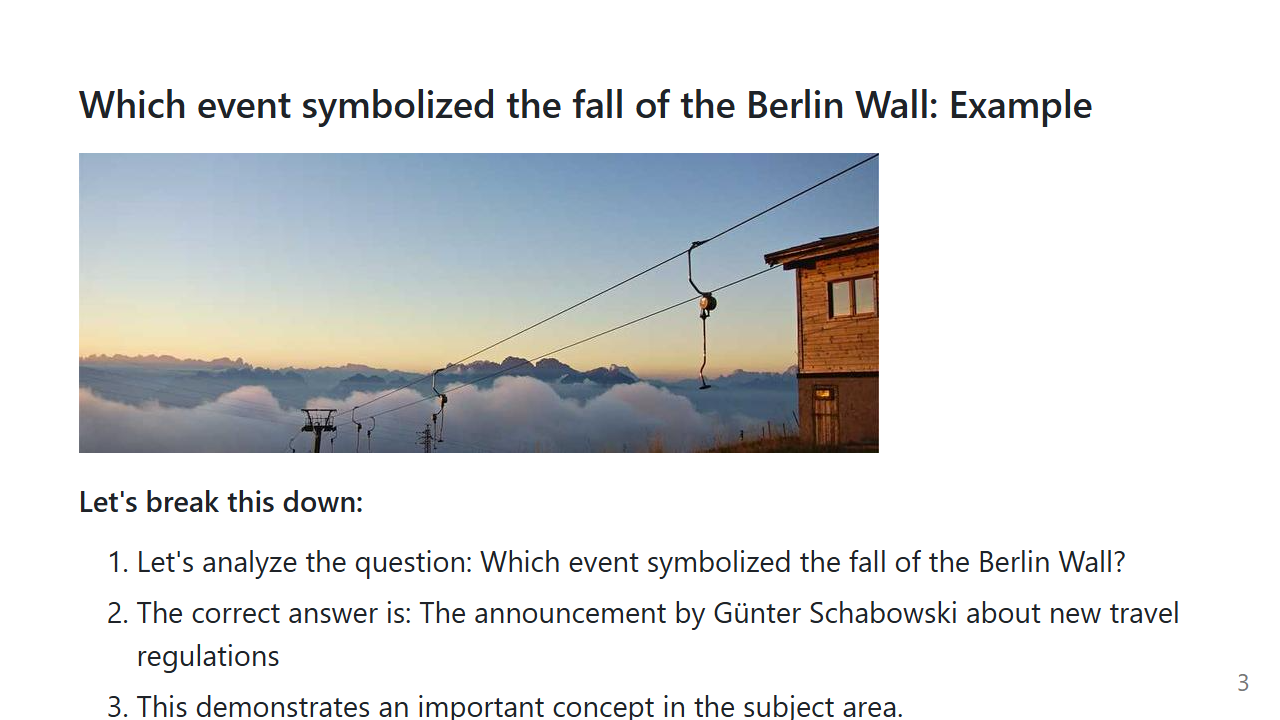 Which event symbolized the fall of the Berlin Wall: Example
Let's break this down:
1. Let's analyze the question: Which event symbolized the fall of the Berlin Wall?
2. The correct answer is: The announcement by Günter Schabowski about new travel
regulations
3. This demonstrates an important concept in the subject area.
3